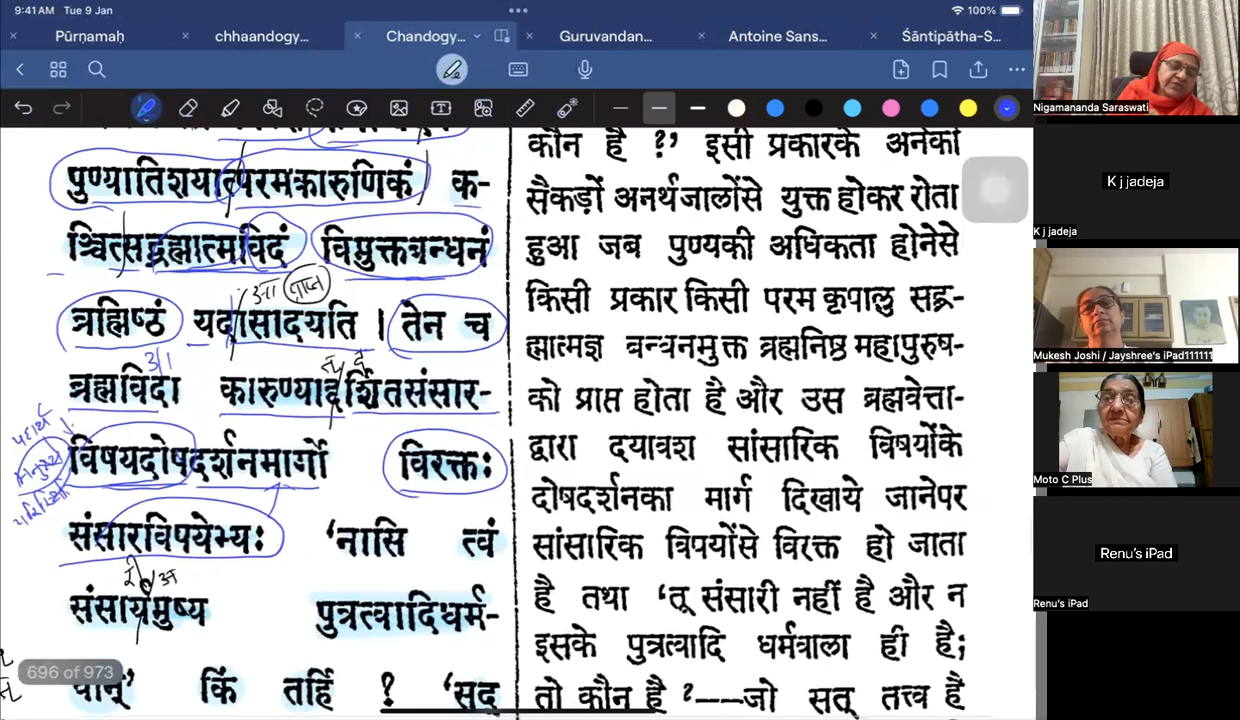 9:41 AM Tue 9 Jan
100%
Pūrṇamaḥ
chhaandogy...
Chandogy...
Guruvandan...
Antoine Sans...
Śāntipātha-S...
पुण्यातिशयात्परमकारुणिकं क-
श्चित्सद्ब्रह्मात्मविदं विमुक्तबन्धनं
ब्रह्मिष्ठं यदासादयति । तेन च
ब्रह्मविदा कारुण्याद्दर्शितसंसार-
विषयदोषदर्शनमार्गो विरक्तः
संसारविषयेभ्यः 'नासि त्वं
संसार्यमुष्य पुत्रत्वादिधर्म-
वान्' किं तर्हि ? 'सद्
प्राप्त
696 of 973
कौन है ?' इसी प्रकारके अनेकों
सैकड़ों अनर्थजालोंसे युक्त होकर रोता
हुआ जब पुण्यकी अधिकता होनेसे
किसी प्रकार किसी परम कृपालु सद्ब्र-
ह्मात्मज्ञ बन्धनमुक्त ब्रह्मनिष्ठ महापुरुष-
को प्राप्त होता है और उस ब्रह्मवेत्ता-
द्वारा दयावश सांसारिक विषयोंके
दोषदर्शनका मार्ग दिखाये जानेपर
सांसारिक विषयोंसे विरक्त हो जाता
है तथा 'तू संसारी नहीं है और न
इसके पुत्रत्वादि धर्मवाला ही है;
तो कौन है ?——जो सत् तत्त्व है
Nigamananda Saraswati
K j jadeja
K j jadeja
Mukesh Joshi / Jayshree's iPad111111
Moto C Plus
Renu's iPad
Renu's iPad